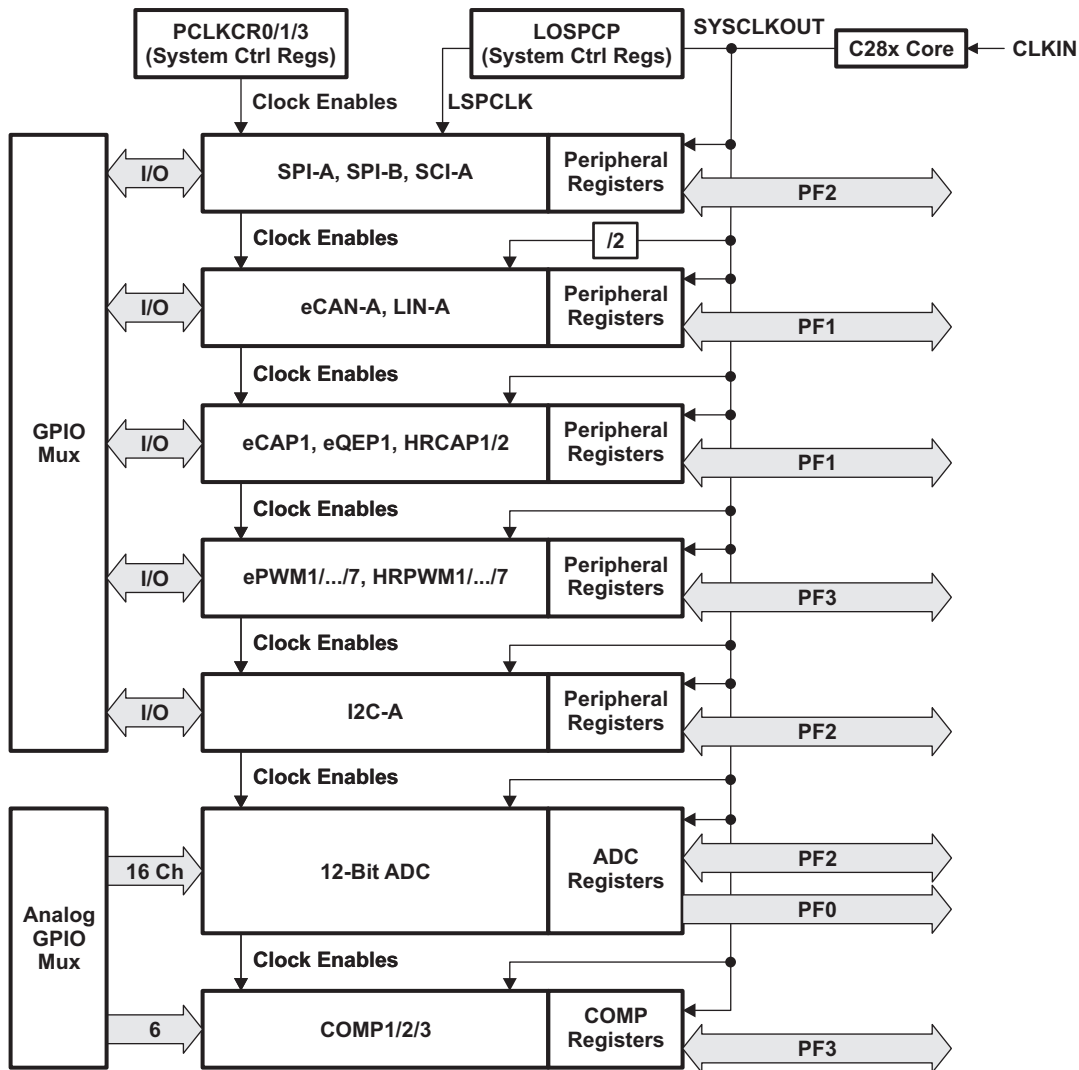 PCLKCR0/1/3
(System Ctrl Regs)
LOSPCP
(System Ctrl Regs)
SYSCLKOUT
C28x Core
CLKIN
Clock Enables
LSPCLK
I/O
SPI-A, SPI-B, SCI-A
Peripheral
Registers
PF2
Clock Enables
/2
I/O
eCAN-A, LIN-A
Peripheral
Registers
PF1
Clock Enables
GPIO
Mux
I/O
eCAP1, eQEP1, HRCAP1/2
Peripheral
Registers
PF1
Clock Enables
I/O
ePWM1/.../7, HRPWM1/.../7
Peripheral
Registers
PF3
Clock Enables
I/O
I2C-A
Peripheral
Registers
PF2
Clock Enables
Analog
GPIO
Mux
16 Ch
12-Bit ADC
ADC
Registers
PF2
PF0
Clock Enables
6
COMP1/2/3
COMP
Registers
PF3